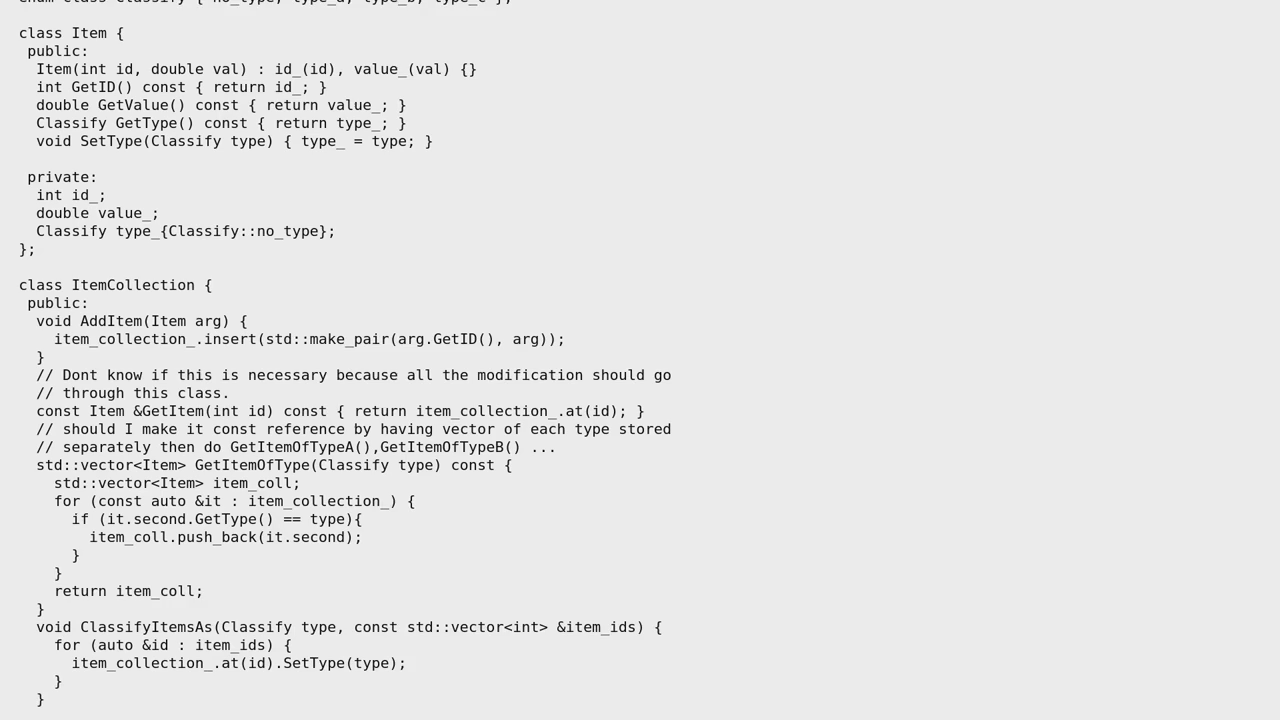 class Item {
 public:
  Item(int id, double val) : id_(id), value_(val) {}
  int GetID() const { return id_; }
  double GetValue() const { return value_; }
  Classify GetType() const { return type_; }
  void SetType(Classify type) { type_ = type; }

 private:
  int id_;
  double value_;
  Classify type_{Classify::no_type};
};

class ItemCollection {
 public:
  void AddItem(Item arg) {
    item_collection_.insert(std::make_pair(arg.GetID(), arg));
  }
  // Dont know if this is necessary because all the modification should go
  // through this class.
  const Item &GetItem(int id) const { return item_collection_.at(id); }
  // should I make it const reference by having vector of each type stored
  // separately then do GetItemOfTypeA(),GetItemOfTypeB() ...
  std::vector<Item> GetItemOfType(Classify type) const {
    std::vector<Item> item_coll;
    for (const auto &it : item_collection_) {
      if (it.second.GetType() == type){
        item_coll.push_back(it.second);
      }
    }
    return item_coll;
  }
  void ClassifyItemsAs(Classify type, const std::vector<int> &item_ids) {
    for (auto &id : item_ids) {
      item_collection_.at(id).SetType(type);
    }
  }